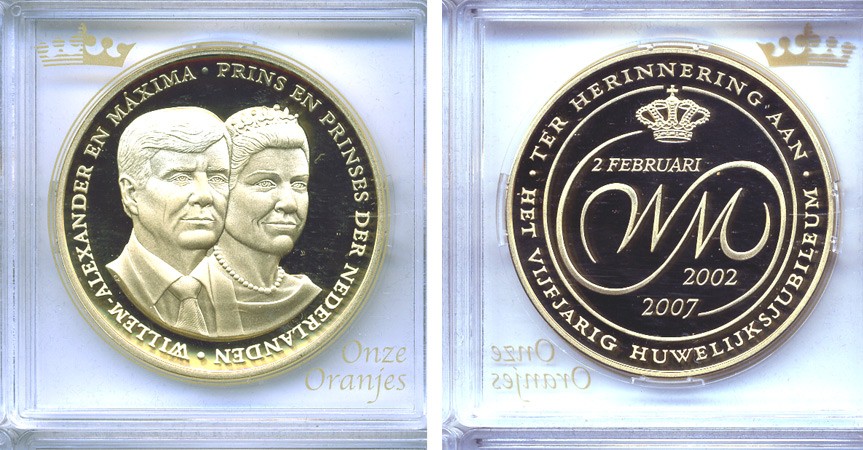 WILLEM-ALEXANDER EN MÁXIMA · PRINS EN PRINSES DER NEDERLANDEN ·
Onze
Oranjes
· TER HERINNERING AAN · HET VIJFJARIG HUWELIJKSJUBILEUM
2 FEBRUARI
WM
2002
2007
Onze
Oranjes